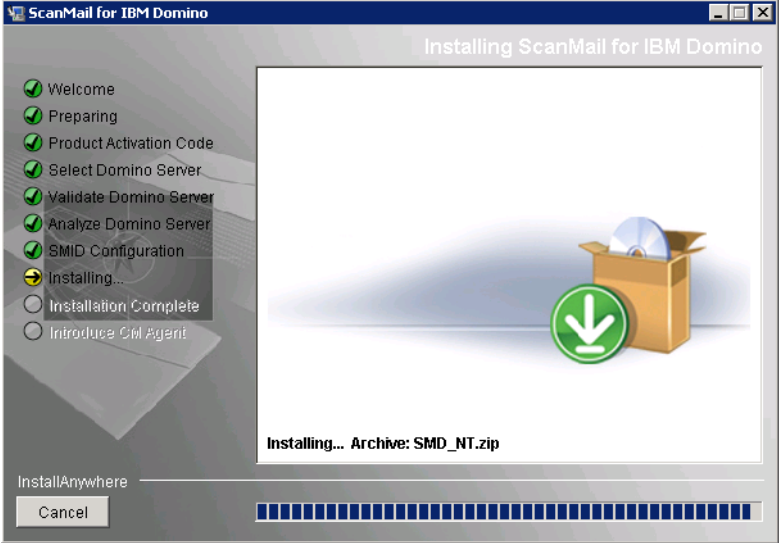 ScanMail for IBM Domino
Installing ScanMail for IBM Domino
Welcome
Preparing
Product Activation Code
Select Domino Server
Validate Domino Server
Analyze Domino Server
SMID Configuration
Installing...
Installation Complete
Introduce CM Agent
Installing... Archive: SMD_NT.zip
InstallAnywhere
Cancel